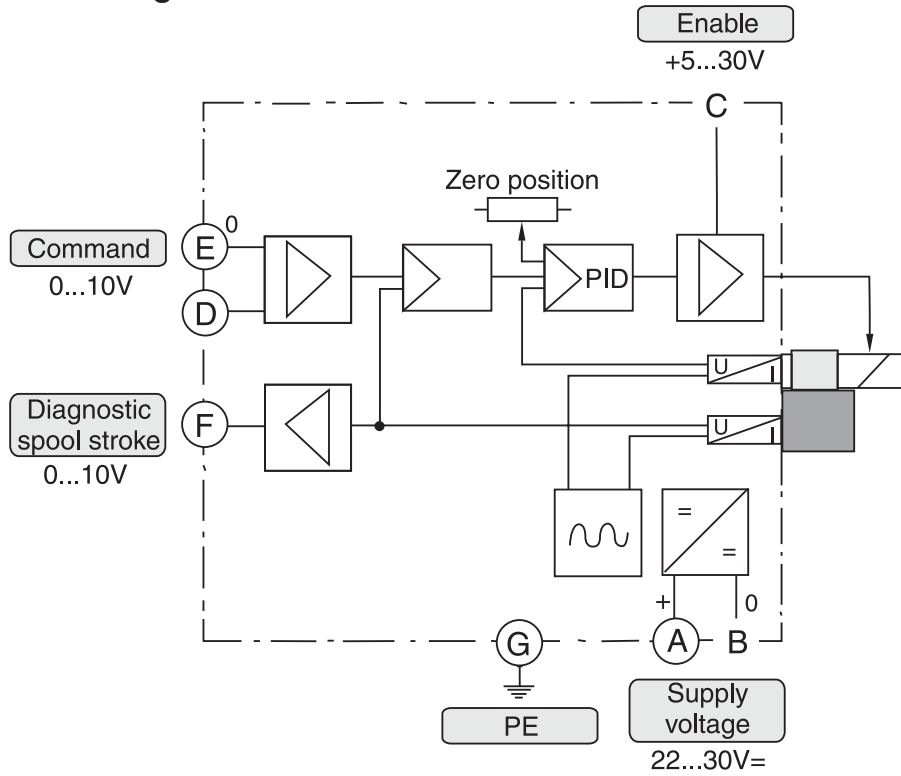 Enable
+5...30V
C
Zero position
E
0
Command
0...10V
D
PID
U
I
Diagnostic
spool stroke
0...10V
F
U
I
=
=
+
0
G
A
B
PE
Supply
voltage
22...30V=